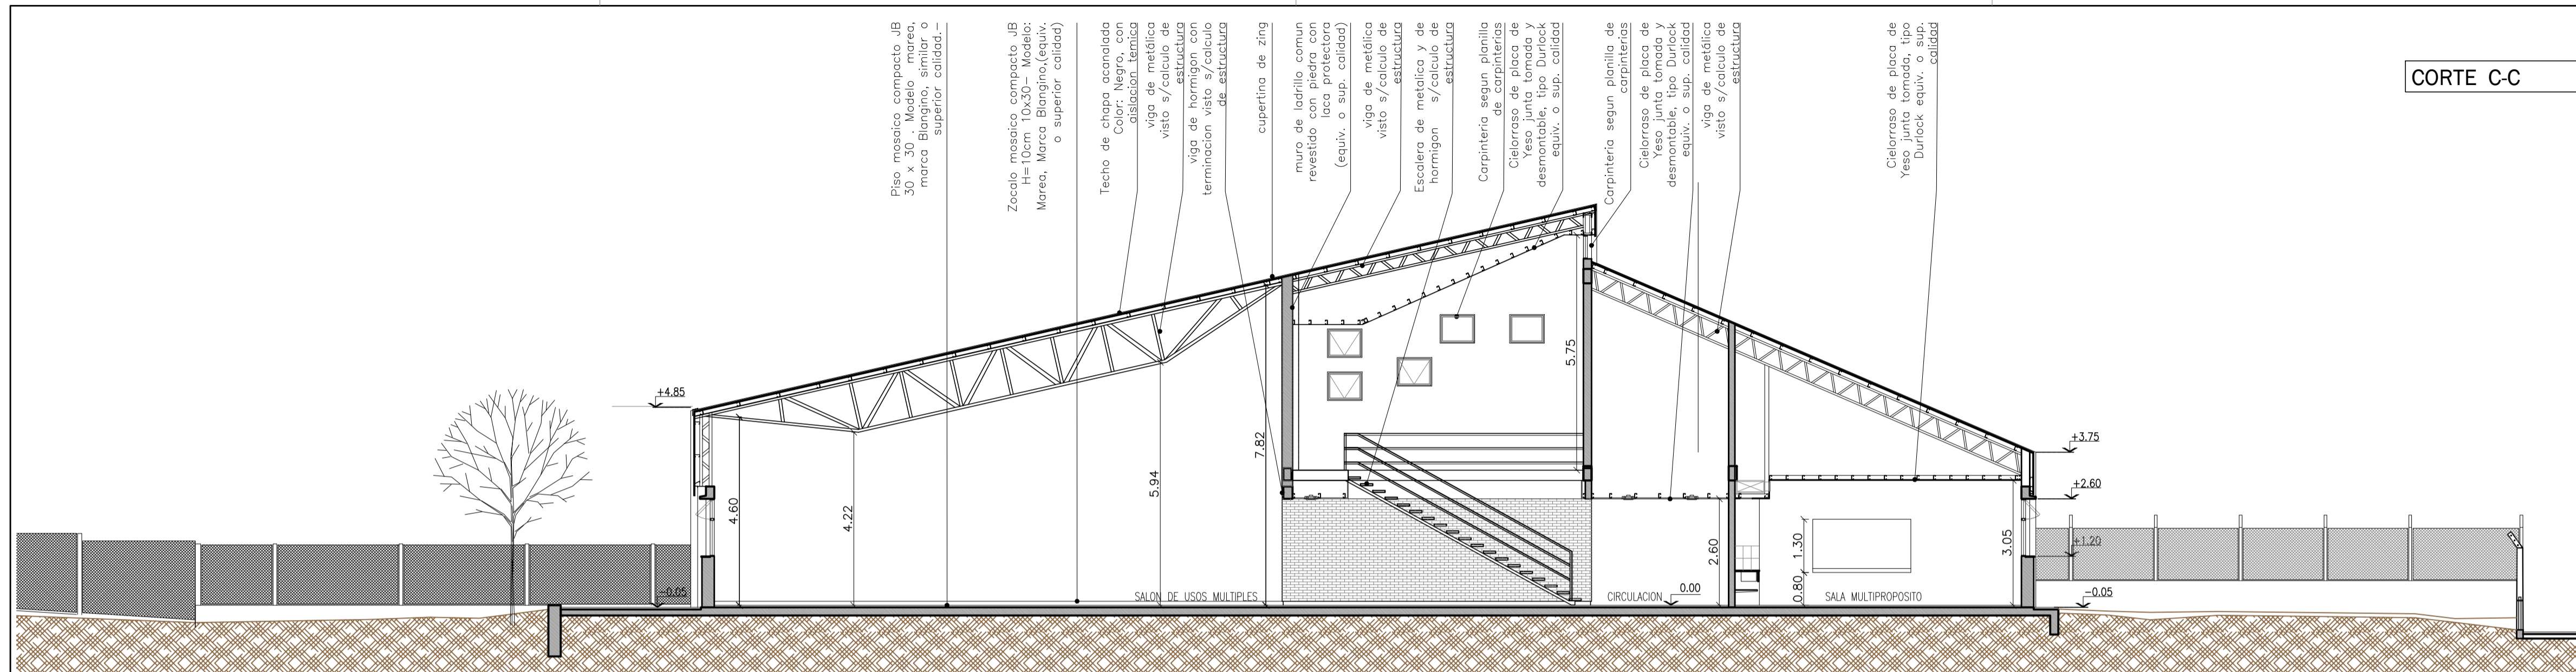 CORTE C-C
Piso mosaico compacto JB
30 x 30 . Modelo marea,
marca Blangino, similar o
superior calidad.-
Zocalo mosaico compacto JB
H=10cm 10x30- Modelo:
Marea, Marca Blangino,(equiv.
o superior calidad)
Techo de chapa acanalada
Color: Negro, con
aislacion temica
viga de metálica
visto s/calculo de
estructura
viga de hormigon con
terminacion visto s/calculo
de estructura
cupertina de zing
muro de ladrillo comun
revestido con piedra con
laca protectora
(equiv. o sup. calidad)
viga de metálica
visto s/calculo de
estructura
Escalera de metalica y de
hormigon s/calculo de
estructura
Carpinteria segun planilla
de carpinterias
Cielorraso de placa de
Yeso junta tomada y
desmontable, tipo Durlock
equiv. o sup. calidad
Carpinteria segun planilla de
carpinterias
Cielorraso de placa de
Yeso junta tomada y
desmontable, tipo Durlock
equiv. o sup. calidad
viga de metálica
visto s/calculo de
estructura
Cielorraso de placa de
Yeso junta tomada, tipo
Durlock equiv. o sup.
calidad
+4.85
-0.05
4.60
4.22
5.94
7.82
5.75
2.60
1.30
0.80
3.05
+3.75
+2.60
+1.20
-0.05
SALON DE USOS MULTIPLES
CIRCULACION
0.00
SALA MULTIPROPOSITO